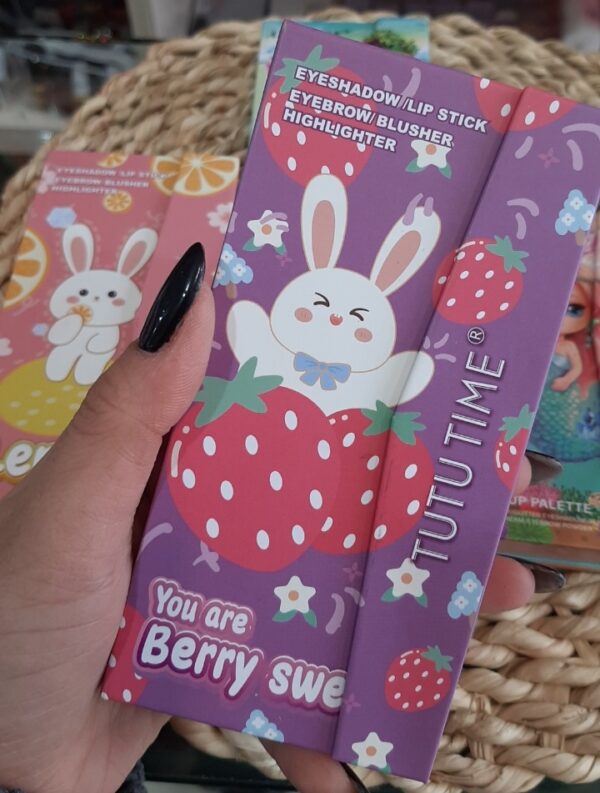 EYESHADOW/LIP STICK
EYEBROW/BLUSHER
HIGHLIGHTER
TUTU TIME®
You are
Berry swe
EYESHADOW/LIP STICK
EYEBROW/BLUSHER
HIGHLIGHTER
UP PALETTE